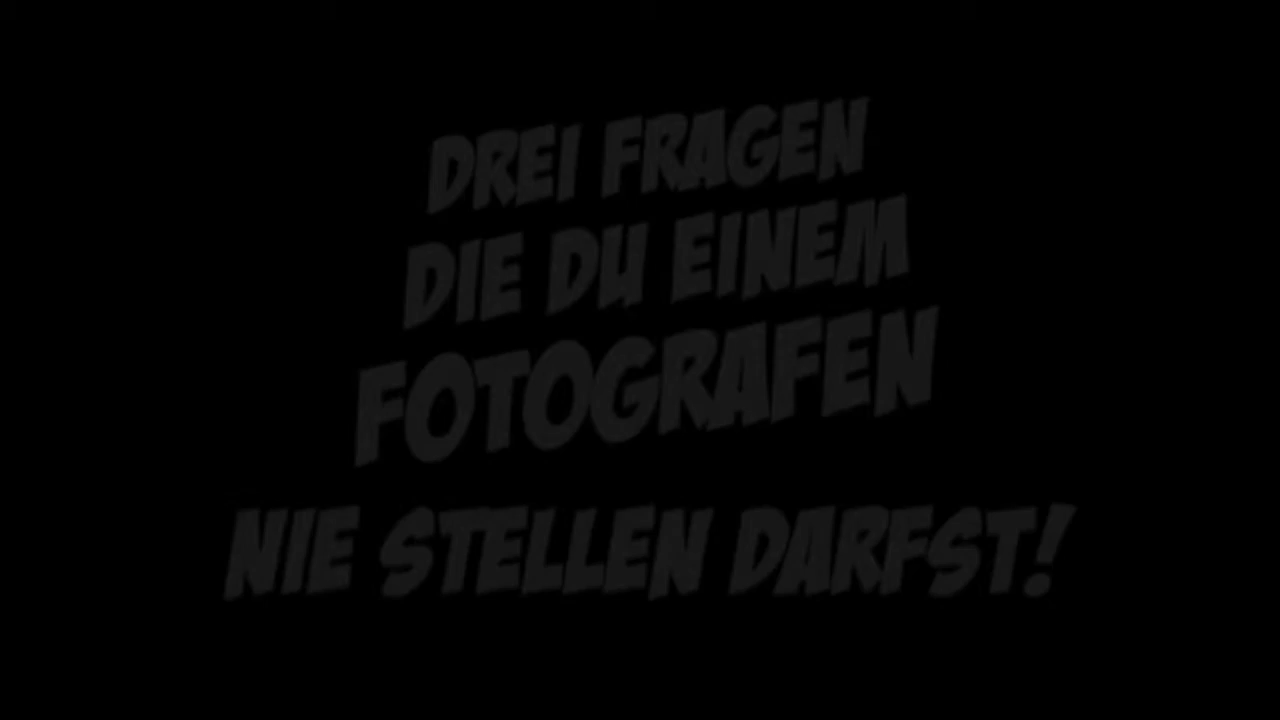 DREI FRAGEN
DIE DU EINEM
FOTOGRAFEN
NIE STELLEN DARFST!